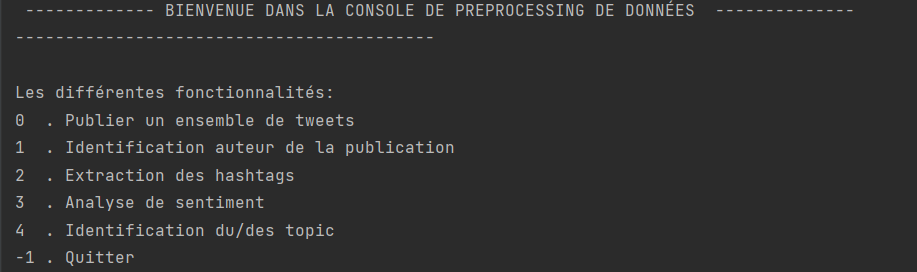 ------------- BIENVENUE DANS LA CONSOLE DE PREPROCESSING DE DONNÉES  --------------
------------------------------------------
Les différentes fonctionnalités:
0  . Publier un ensemble de tweets
1  . Identification auteur de la publication
2  . Extraction des hashtags
3  . Analyse de sentiment
4  . Identification du/des topic
-1 . Quitter